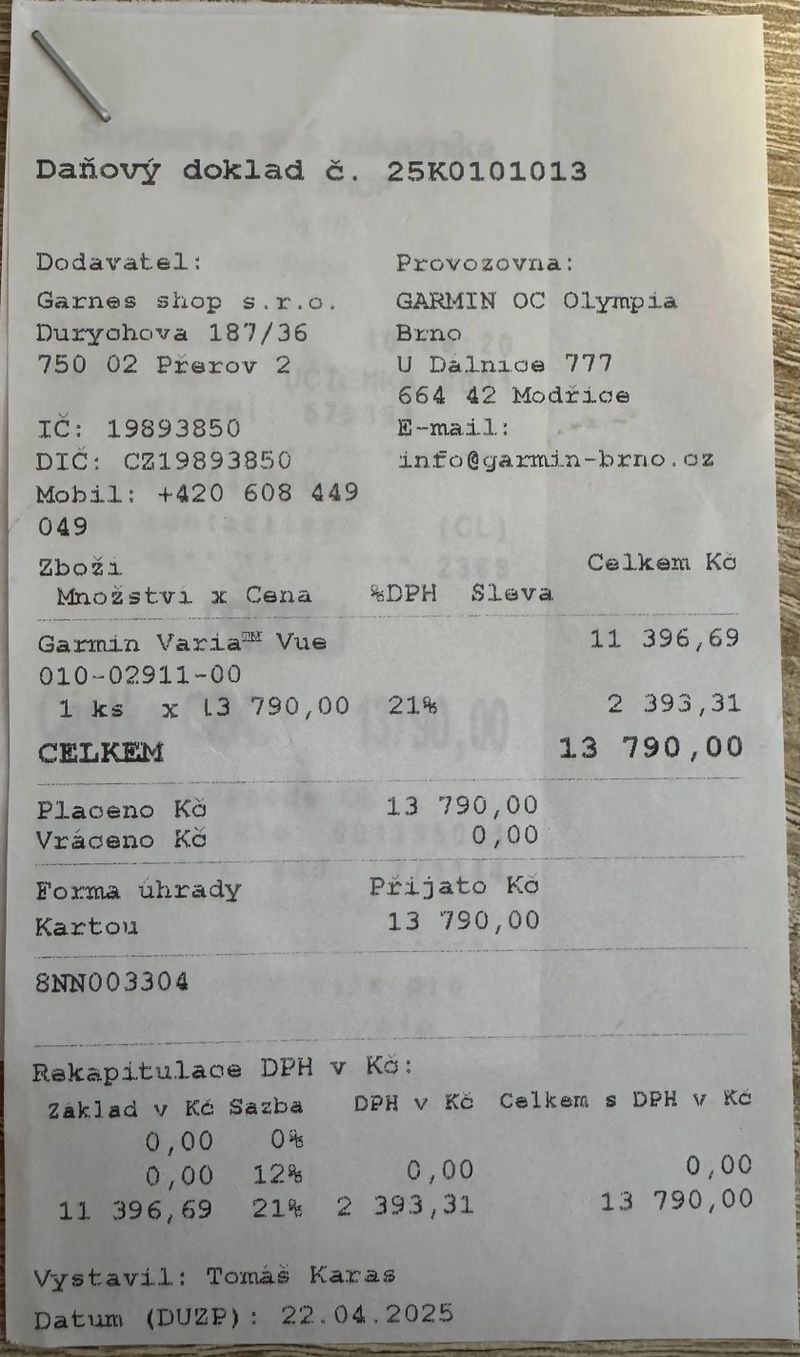 Daňový doklad č. 25K0101013
Dodavatel:
Garnes shop s.r.o.
Durychova 187/36
750 02 Přerov 2
IČ: 19893850
DIČ: CZ19893850
Mobil: +420 608 449
049
Provozovna:
GARMIN OC Olympia
Brno
U Dálnice 777
664 42 Modřice
E-mail:
info@garmin-brno.cz
Zboží Celkem Kč
Množství x Cena %DPH Sleva
Garmin Varia™ Vue 11 396,69
010-02911-00
1 ks x 13 790,00 21% 2 393,31
CELKEM 13 790,00
Placeno Kč 13 790,00
Vráceno Kč 0,00
Forma úhrady Přijato Kč
Kartou 13 790,00
8NN003304
Rekapitulace DPH v Kč:
Základ v Kč Sazba DPH v Kč Celkem s DPH v Kč
0,00 0%
0,00 12% 0,00 0,00
11 396,69 21% 2 393,31 13 790,00
Vystavil: Tomáš Karas
Datum (DUZP): 22.04.2025